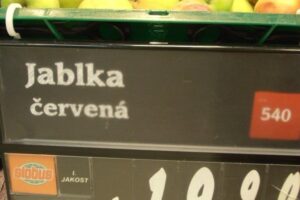 Jablka
červená
540
GLOBUS
I.
JAKOST